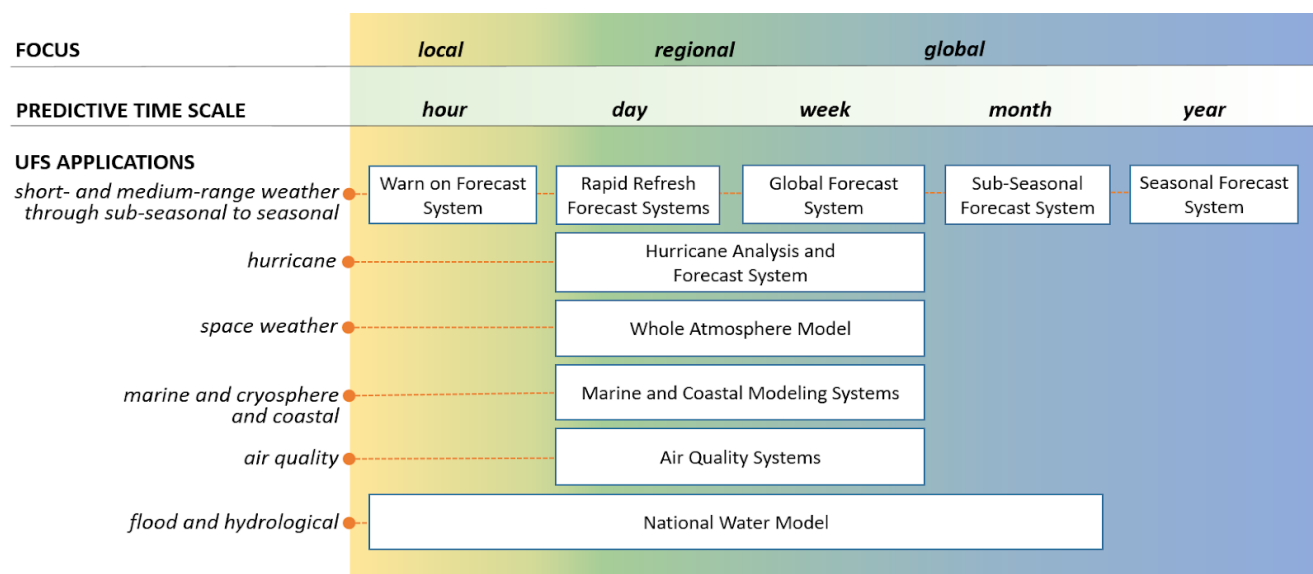 FOCUS local regional global
PREDICTIVE TIME SCALE hour day week month year
UFS APPLICATIONS
short- and medium-range weather
through sub-seasonal to seasonal
Warn on Forecast
System
Rapid Refresh
Forecast Systems
Global Forecast
System
Sub-Seasonal
Forecast System
Seasonal Forecast
System
hurricane
Hurricane Analysis and
Forecast System
space weather
Whole Atmosphere Model
marine and cryosphere
and coastal
Marine and Coastal Modeling Systems
air quality
Air Quality Systems
flood and hydrological
National Water Model